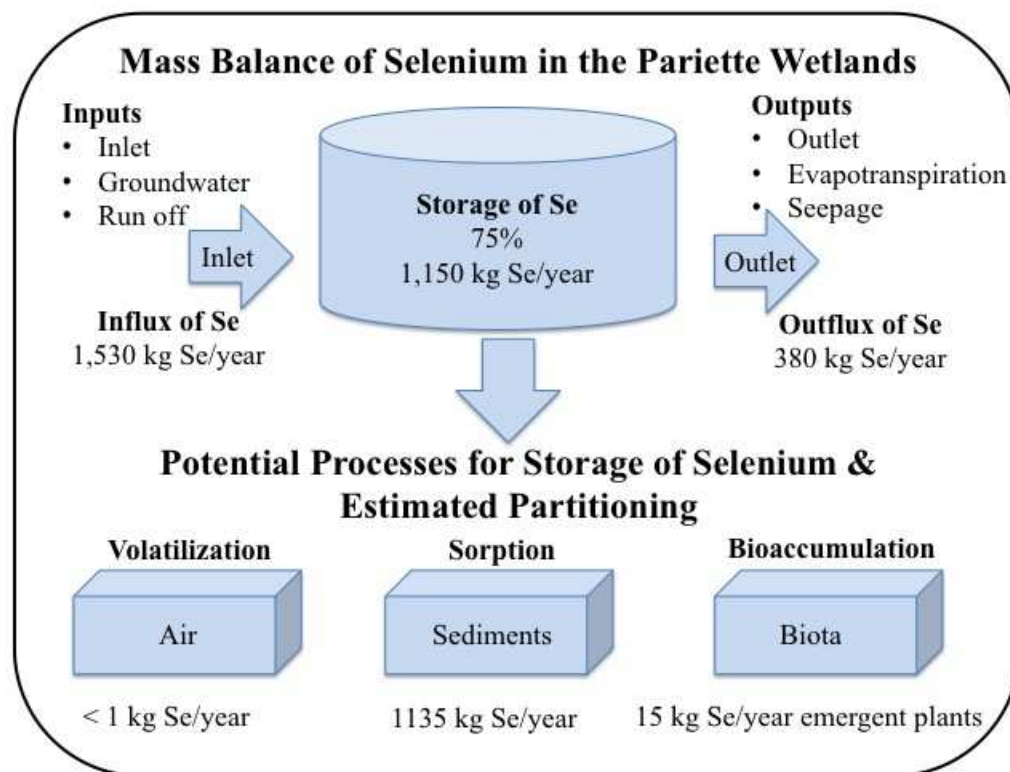 Mass Balance of Selenium in the Pariette Wetlands
Inputs
• Inlet
• Groundwater
• Run off
Inlet
Influx of Se
1,530 kg Se/year
Storage of Se
75%
1,150 kg Se/year
Outputs
• Outlet
• Evapotranspiration
• Seepage
Outlet
Outflux of Se
380 kg Se/year
Potential Processes for Storage of Selenium &
Estimated Partitioning
Volatilization
Air
< 1 kg Se/year
Sorption
Sediments
1135 kg Se/year
Bioaccumulation
Biota
15 kg Se/year emergent plants